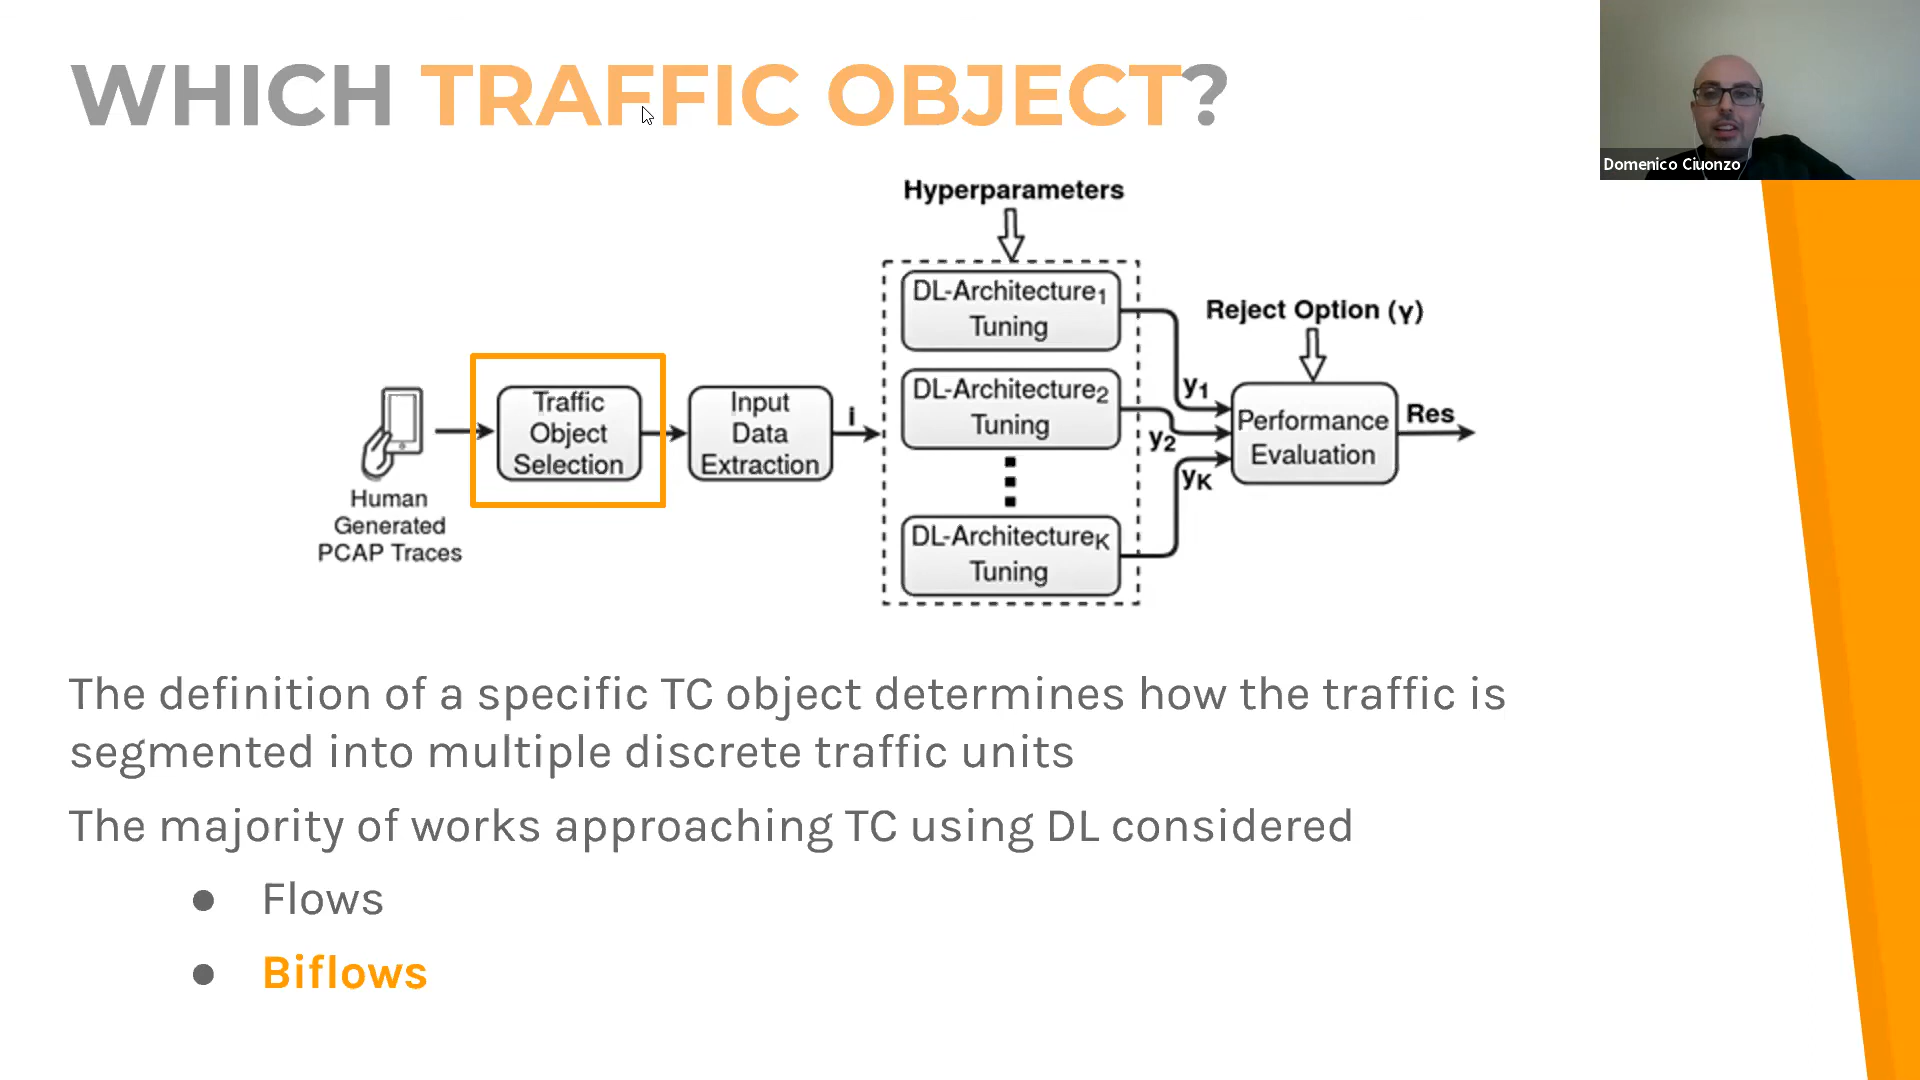 WHICH TRAFFIC OBJECT?
Domenico Ciuonzo
Hyperparameters
DL-Architecture1
Tuning
Reject Option (γ)
DL-Architecture2
Tuning
Traffic
Object
Selection
Input
Data
Extraction
i
y1
y2
yK
Performance
Evaluation
Res
Human
Generated
PCAP Traces
DL-ArchitectureK
Tuning
The definition of a specific TC object determines how the traffic is
segmented into multiple discrete traffic units
The majority of works approaching TC using DL considered
● Flows
● Biflows